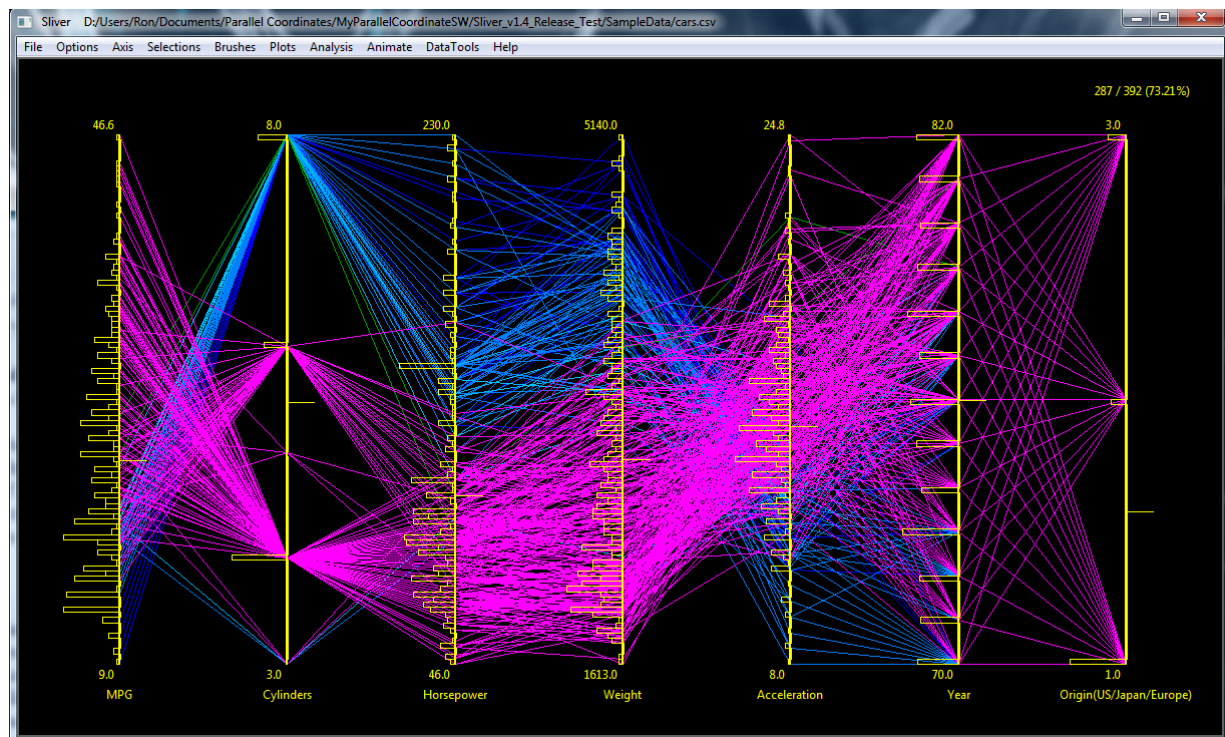 Sliver D:/Users/Ron/Documents/Parallel Coordinates/MyParallelCoordinateSW/Sliver_v1.4_Release_Test/SampleData/cars.csv
File Options Axis Selections Brushes Plots Analysis Animate DataTools Help
287 / 392 (73.21%)
46.6 8.0 230.0 5140.0 24.8 82.0 3.0
9.0 3.0 46.0 1613.0 8.0 70.0 1.0
MPG Cylinders Horsepower Weight Acceleration Year Origin(US/Japan/Europe)